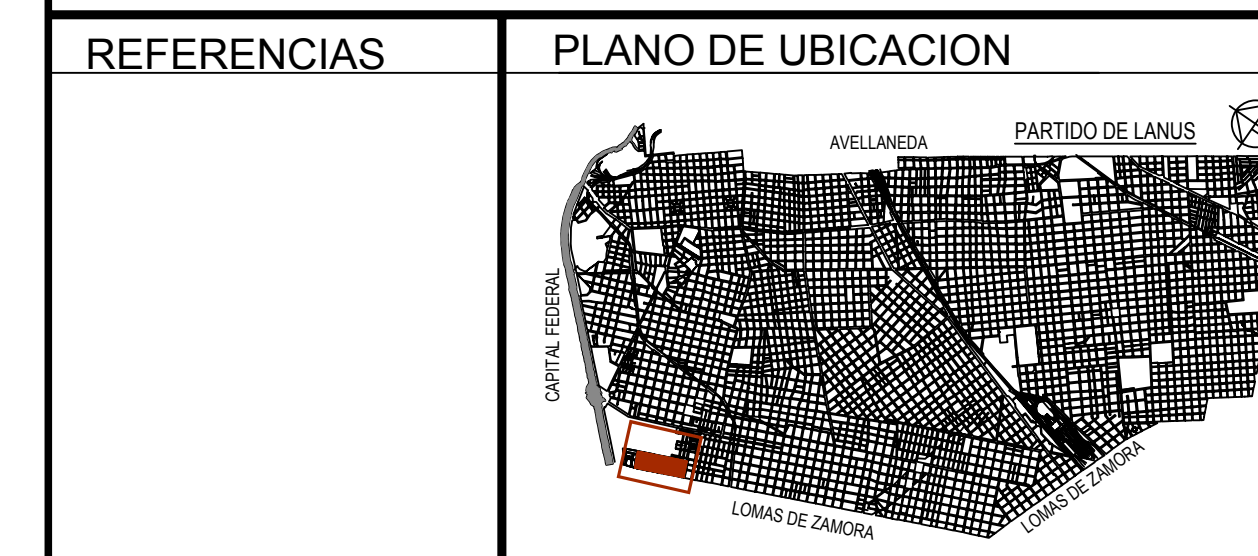 REFERENCIAS
PLANO DE UBICACION
AVELLANEDA
PARTIDO DE LANUS
CAPITAL FEDERAL
LOMAS DE ZAMORA
LOMAS DE ZAMORA